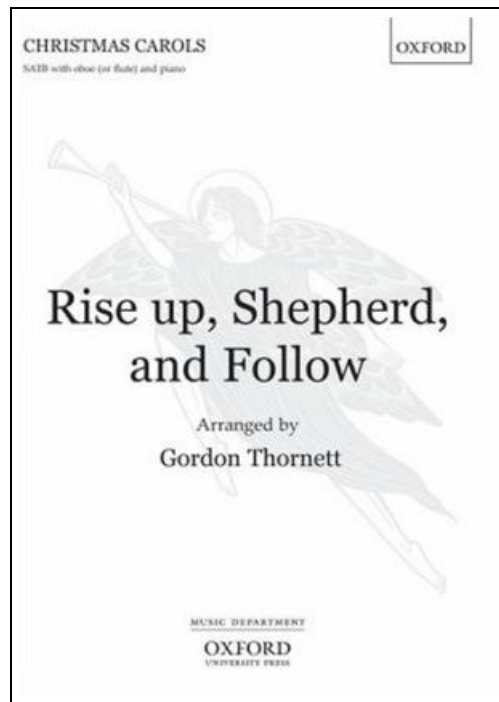 CHRISTMAS CAROLS
OXFORD
SATB with oboe (or flute) and piano
Rise up, Shepherd,
and Follow
Arranged by
Gordon Thornett
MUSIC DEPARTMENT
OXFORD
UNIVERSITY PRESS